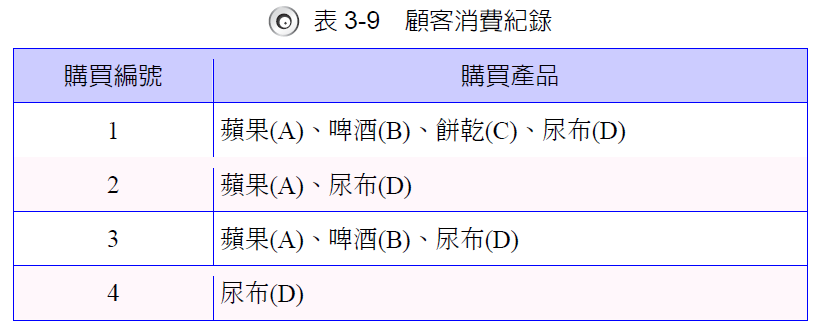 表 3-9 顧客消費紀錄
購買編號 購買產品
1 蘋果(A)、啤酒(B)、餅乾(C)、尿布(D)
2 蘋果(A)、尿布(D)
3 蘋果(A)、啤酒(B)、尿布(D)
4 尿布(D)